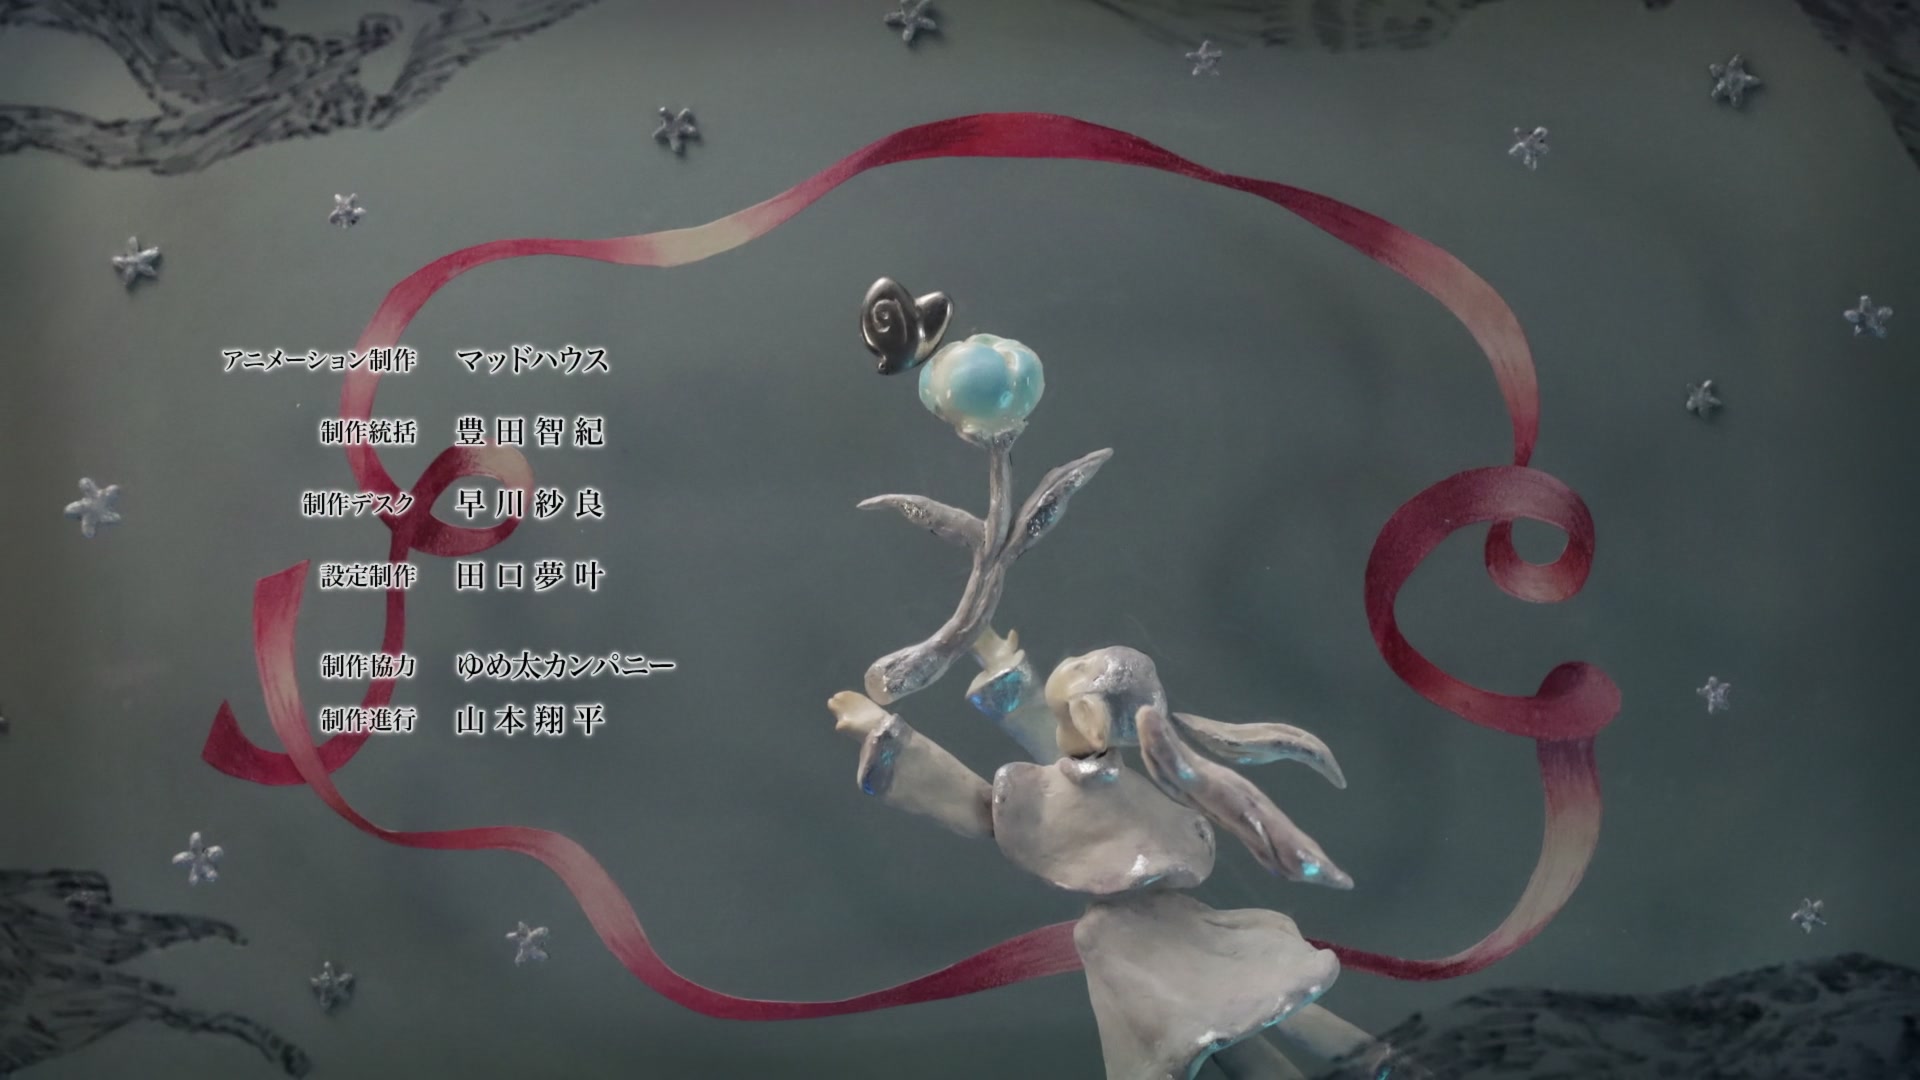 アニメーション制作 マッドハウス
制作統括 豊田智紀
制作デスク 早川紗良
設定制作 田口夢叶
制作協力 ゆめ太カンパニー
制作進行 山本翔平